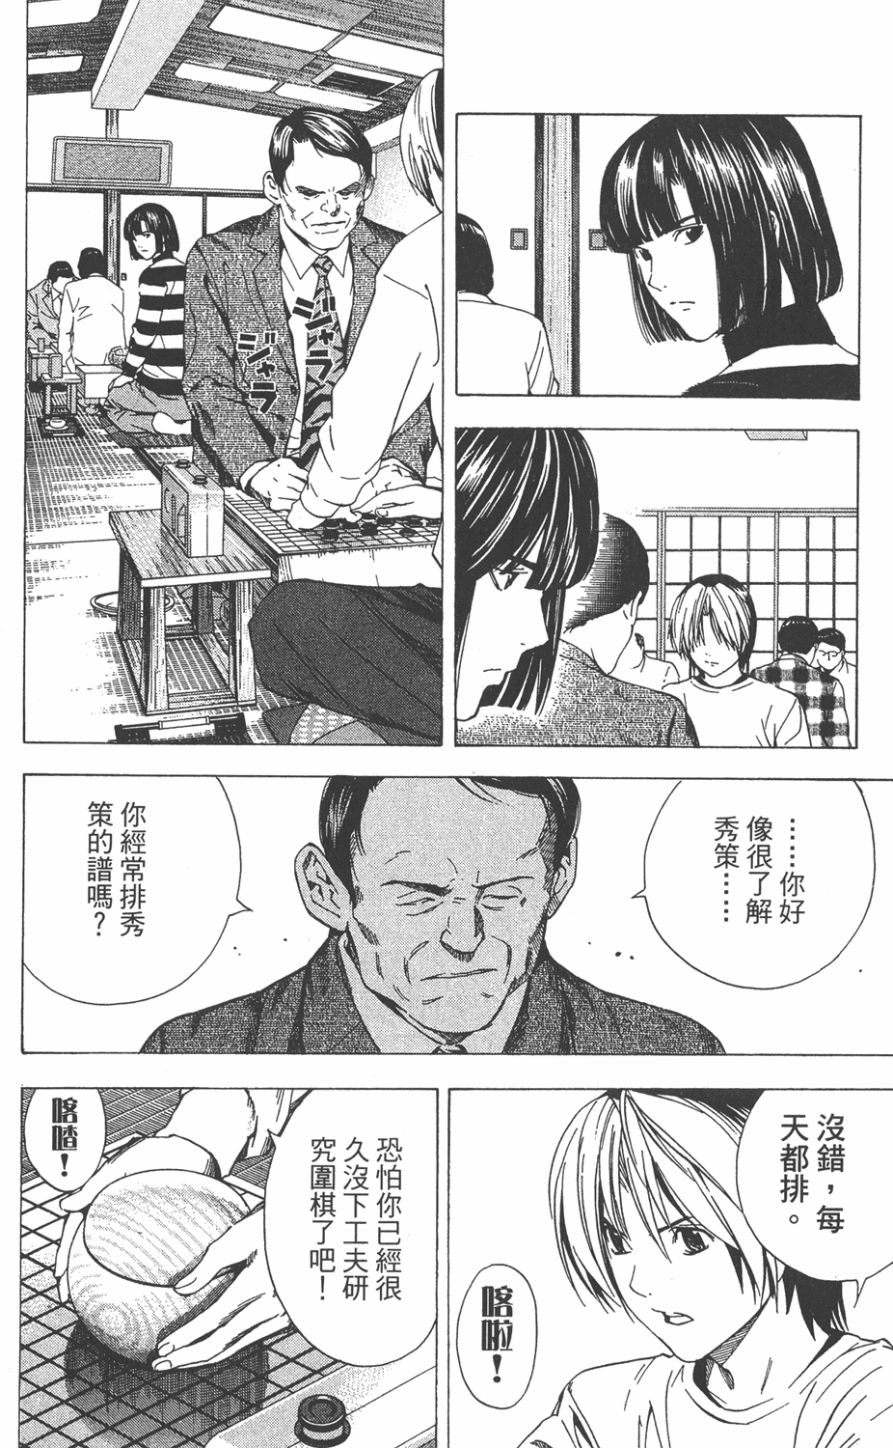 ジャラ
ジャラ
……你好
像很了解
秀策……
你經常排秀
策的譜嗎？
沒錯，每
天都排。
喀啦！
恐怕你已經很
久沒下工夫研
究圍棋了吧！
喀喳！